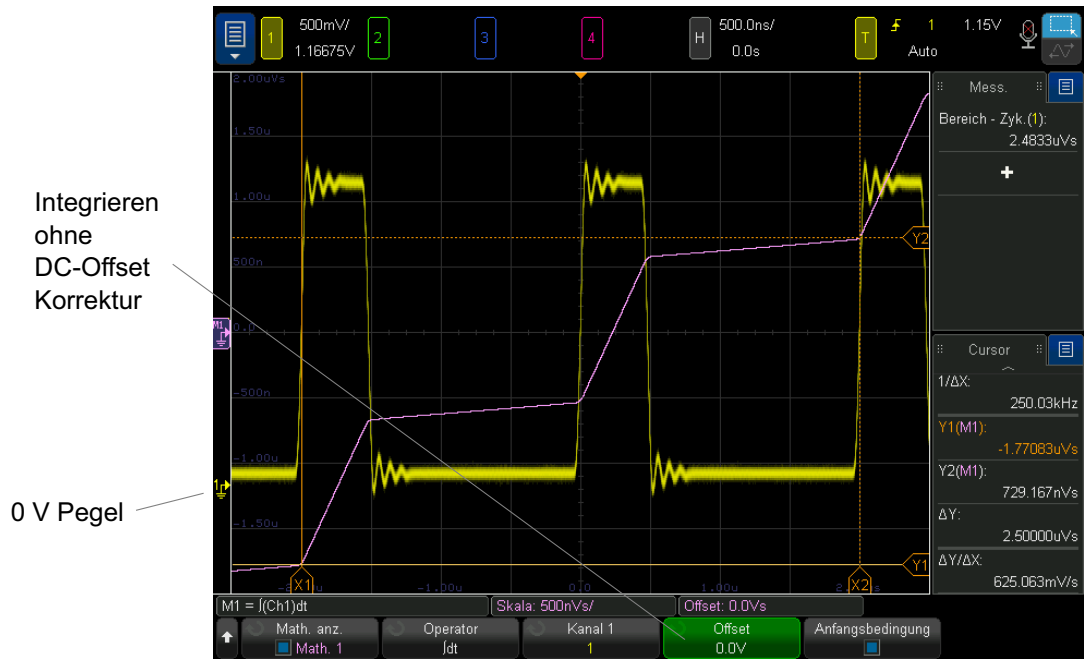 500mV/
1
1.16675V
2
3
4
H
500.0ns/
0.0s
T
1
1.15V
Auto
2.00uVs
1.50u
1.00u
500n
0.0
-500n
-1.00u
-1.50u
-1.00u
0.0
1.00u
M1
1
X1
X2
Y1
Y2
Integrieren
ohne
DC-Offset
Korrektur
0 V Pegel
Mess.
Bereich - Zyk.(1):
2.4833uVs
Cursor
1/ΔX:
250.03kHz
Y1(M1):
-1.77083uVs
Y2(M1):
729.167nVs
ΔY:
2.50000uVs
ΔY/ΔX:
625.063mV/s
M1 = ∫(Ch1)dt
Skala: 500nVs/
Offset: 0.0Vs
Math. anz.
Math. 1
Operator
∫dt
Kanal 1
1
Offset
0.0V
Anfangsbedingung